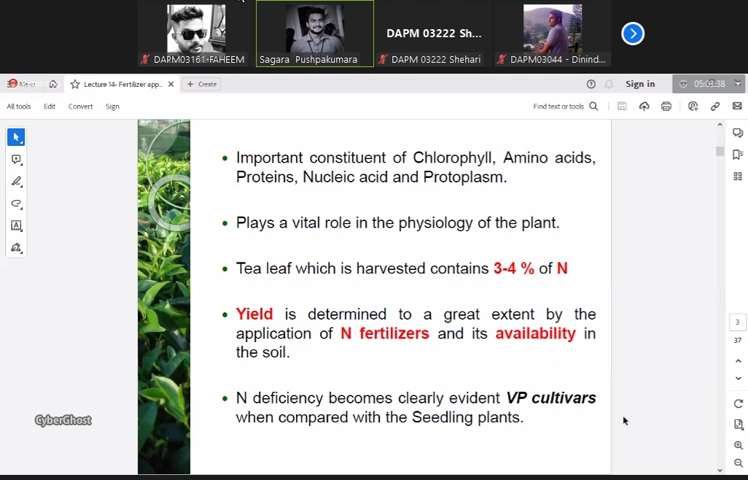 DAPM 03222 Sh...
DAPM03161-FAHEEM
Sagara Pushpakumara
DAPM 03222 Shehari
DAPM03044 - Dinind...
Menu
Lecture 14- Fertilizer app...
+ Create
Sign in
05:03:38
All tools
Edit
Convert
Sign
Find text or tools
• Important constituent of Chlorophyll, Amino acids,
Proteins, Nucleic acid and Protoplasm.
• Plays a vital role in the physiology of the plant.
• Tea leaf which is harvested contains 3-4 % of N
• Yield is determined to a great extent by the
application of N fertilizers and its availability in
the soil.
• N deficiency becomes clearly evident VP cultivars
when compared with the Seedling plants.
3
37
CyberGhost